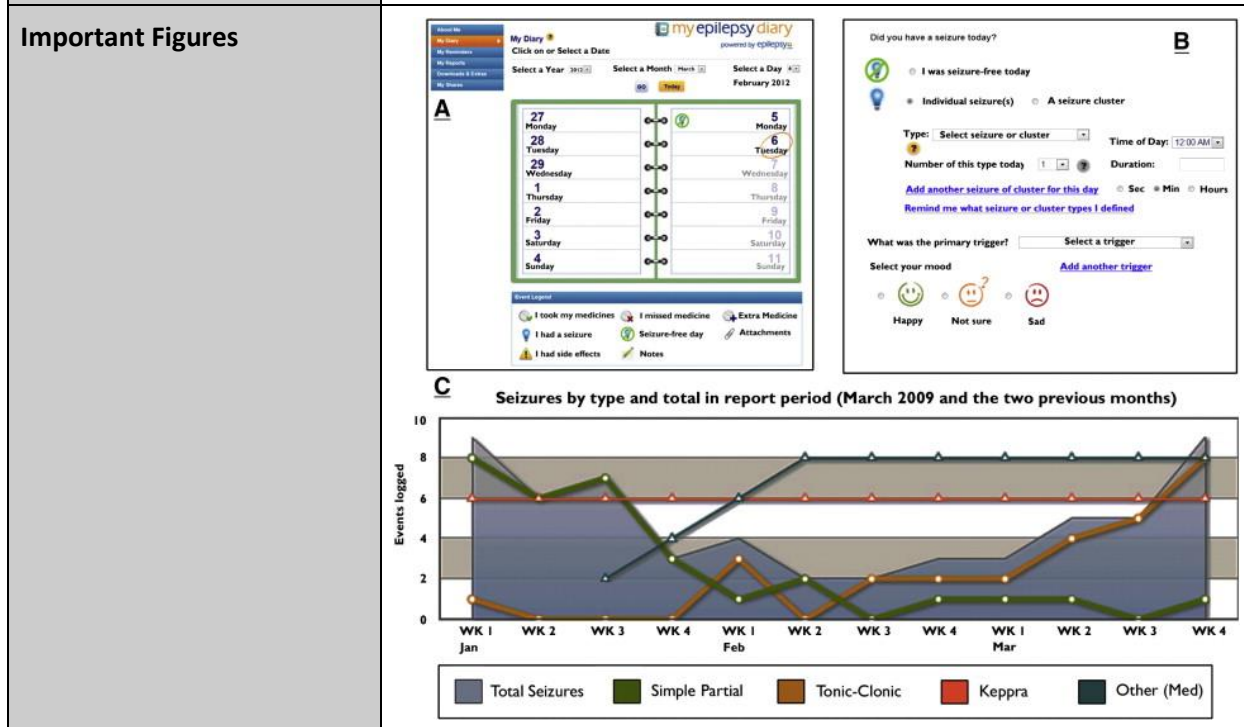 Important Figures
About Me
My Diary
My Reminders
My Reports
Downloads & Extras
My Shares
my epilepsy diary
powered by epilepsy
My Diary ?
Click on or Select a Date
Select a Year 2012 Select a Month March Select a Day 6
GO Today February 2012
A
27
Monday
28
Tuesday
29
Wednesday
1
Thursday
2
Friday
3
Saturday
4
Sunday
5
Monday
6
Tuesday
7
Wednesday
8
Thursday
9
Friday
10
Saturday
11
Sunday
Event Legend
I took my medicines I missed medicine Extra Medicine
I had a seizure Seizure-free day Attachments
I had side effects Notes
B
Did you have a seizure today?
I was seizure-free today
Individual seizure(s) A seizure cluster
Type: Select seizure or cluster Time of Day: 12:00 AM
?
Number of this type today 1 ? Duration:
Add another seizure of cluster for this day Sec Min Hours
Remind me what seizure or cluster types I defined
What was the primary trigger? Select a trigger
Select your mood Add another trigger
?
Happy Not sure Sad
C
Seizures by type and total in report period (March 2009 and the two previous months)
Events logged
10
8
6
4
2
0
WK 1 WK 2 WK 3 WK 4 WK 1 WK 2 WK 3 WK 4 WK 1 WK 2 WK 3 WK 4
Jan Feb Mar
Total Seizures Simple Partial Tonic-Clonic Keppra Other (Med)